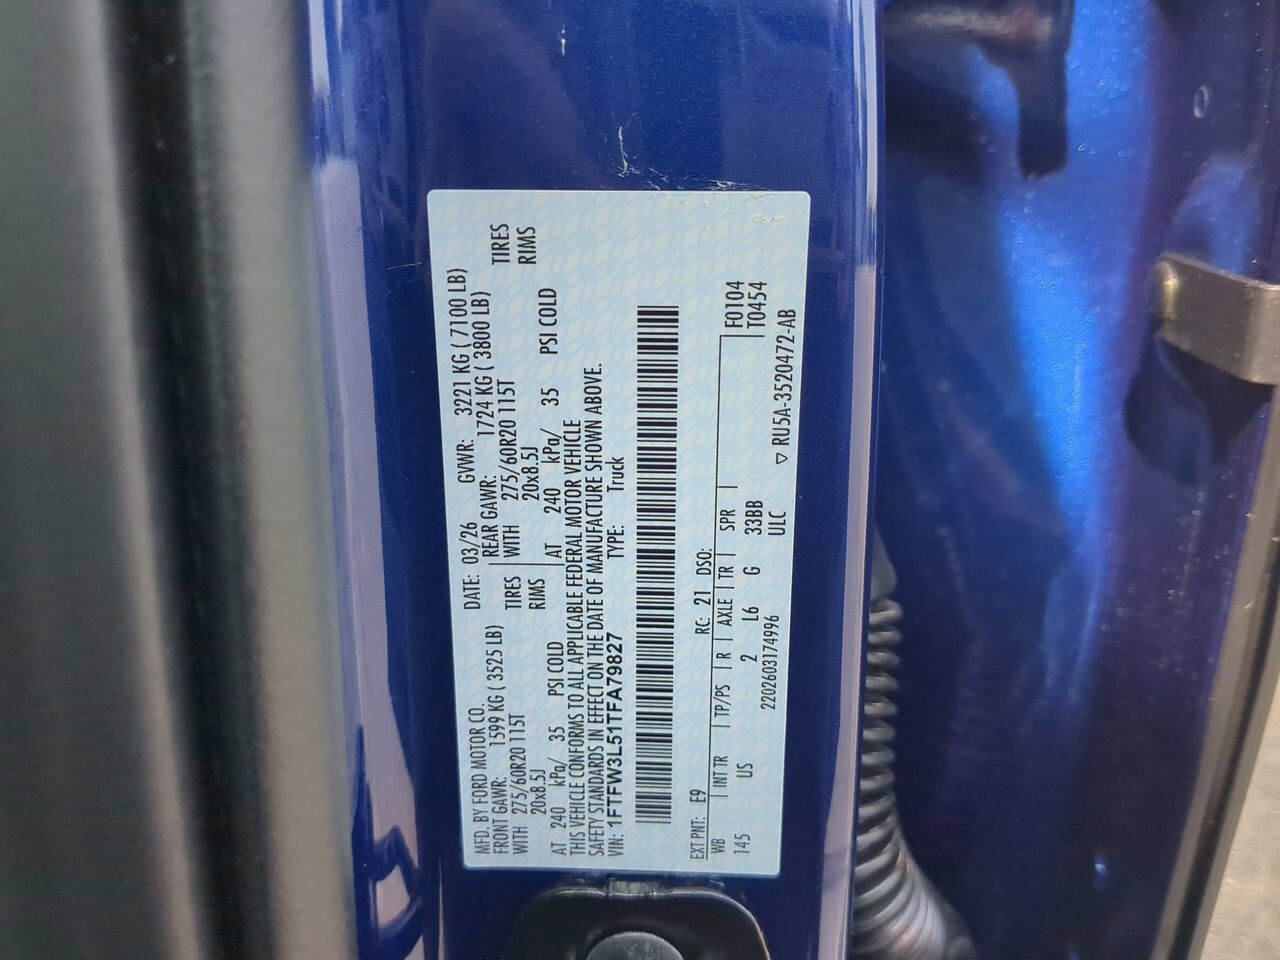 MFD. BY FORD MOTOR CO. DATE: 03/26 GVWR: 3221 KG ( 7100 LB)
FRONT GAWR: 1599 KG ( 3525 LB) REAR GAWR: 1724 KG ( 3800 LB)
WITH 275/60R20 115T TIRES WITH 275/60R20 115T TIRES
20x8.5J RIMS 20x8.5J RIMS
AT 240 kPa/ 35 PSI COLD AT 240 kPa/ 35 PSI COLD
THIS VEHICLE CONFORMS TO ALL APPLICABLE FEDERAL MOTOR VEHICLE
SAFETY STANDARDS IN EFFECT ON THE DATE OF MANUFACTURE SHOWN ABOVE.
VIN: 1FTFW3L51TFA79827 TYPE: Truck
EXT PNT: E9 RC: 21 DSO:
WB INT TR TP/PS R AXLE TR SPR F0104
145 US 2 L6 G 33BB T0454
2202603174996 ULC
▽ RU5A-3520472-AB